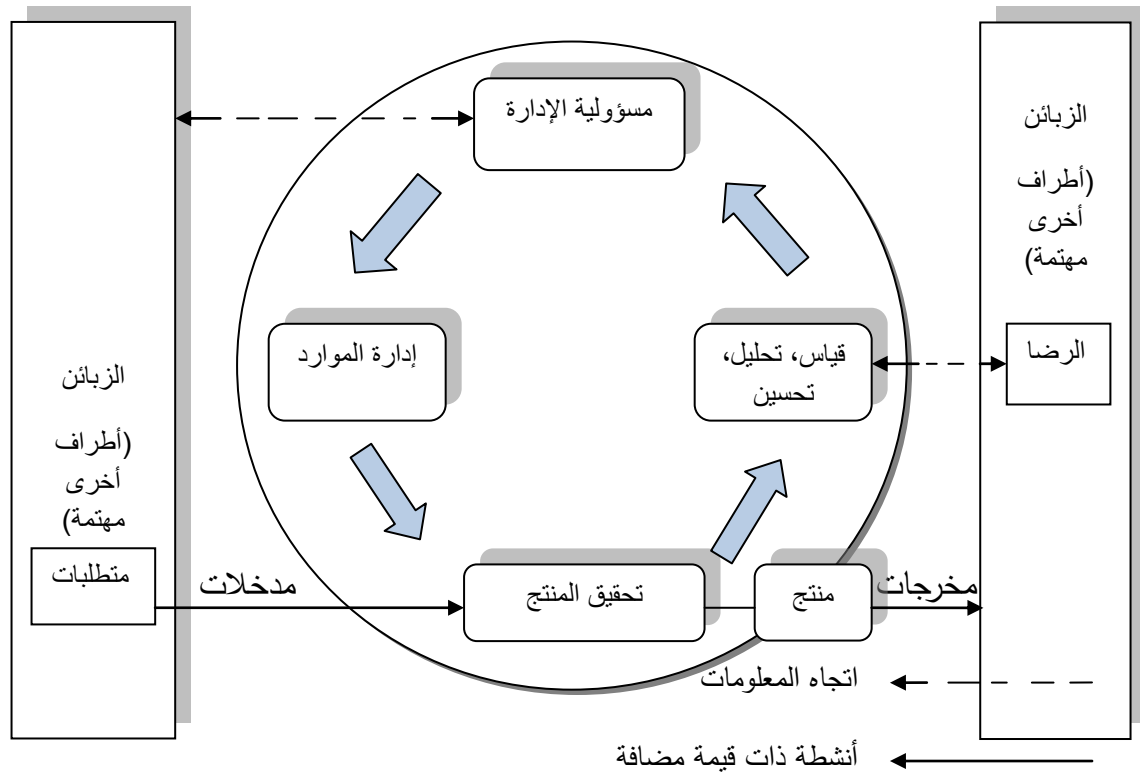 مسؤولية الإدارة
الزبائن
(أطراف
أخرى
مهتمة)
الرضا
قياس، تحليل،
تحسين
إدارة الموارد
الزبائن
(أطراف
أخرى
مهتمة)
متطلبات
مدخلات
تحقيق المنتج
منتج
مخرجات
اتجاه المعلومات
أنشطة ذات قيمة مضافة